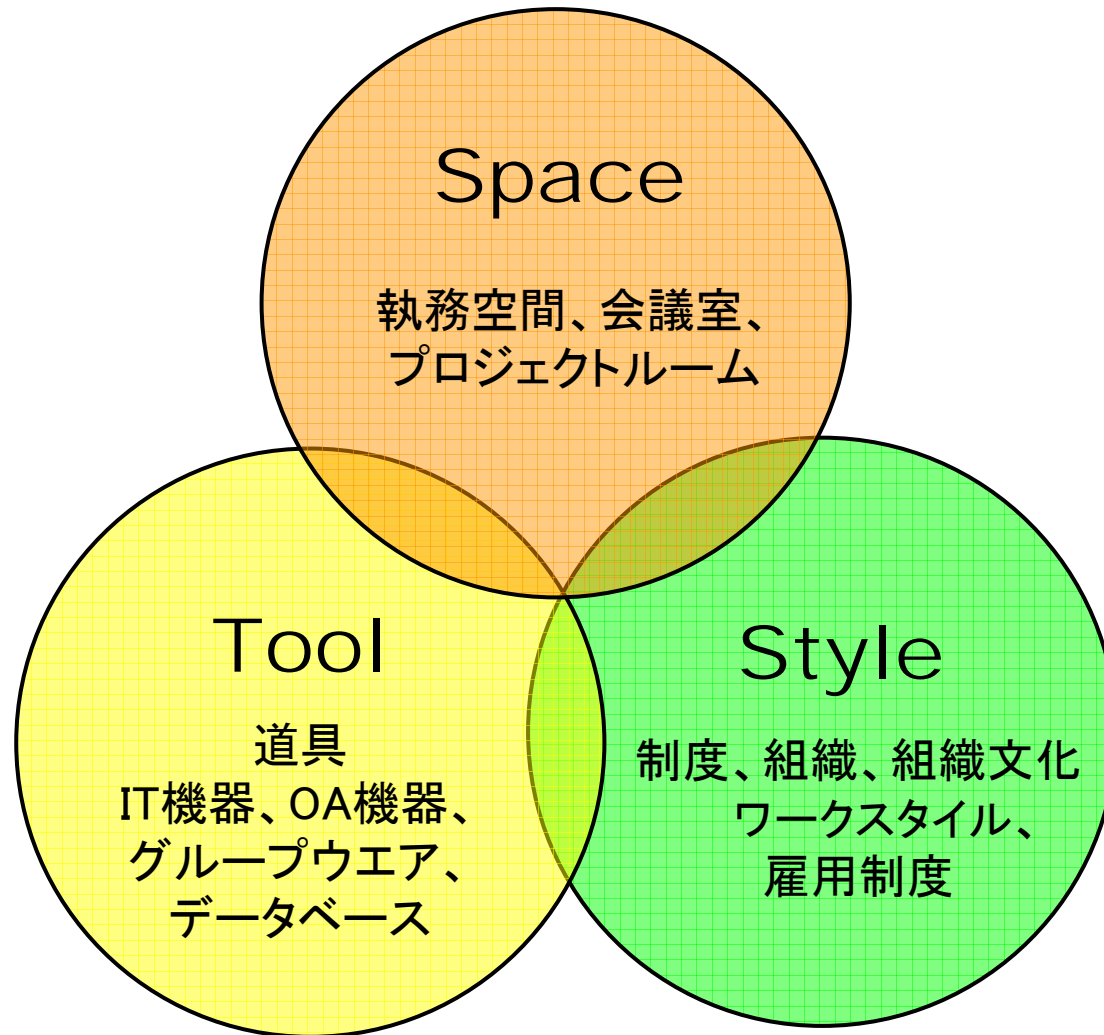 Space
執務空間、会議室、
プロジェクトルーム
Tool
道具
IT機器、OA機器、
グループウエア、
データベース
Style
制度、組織、組織文化
ワークスタイル、
雇用制度